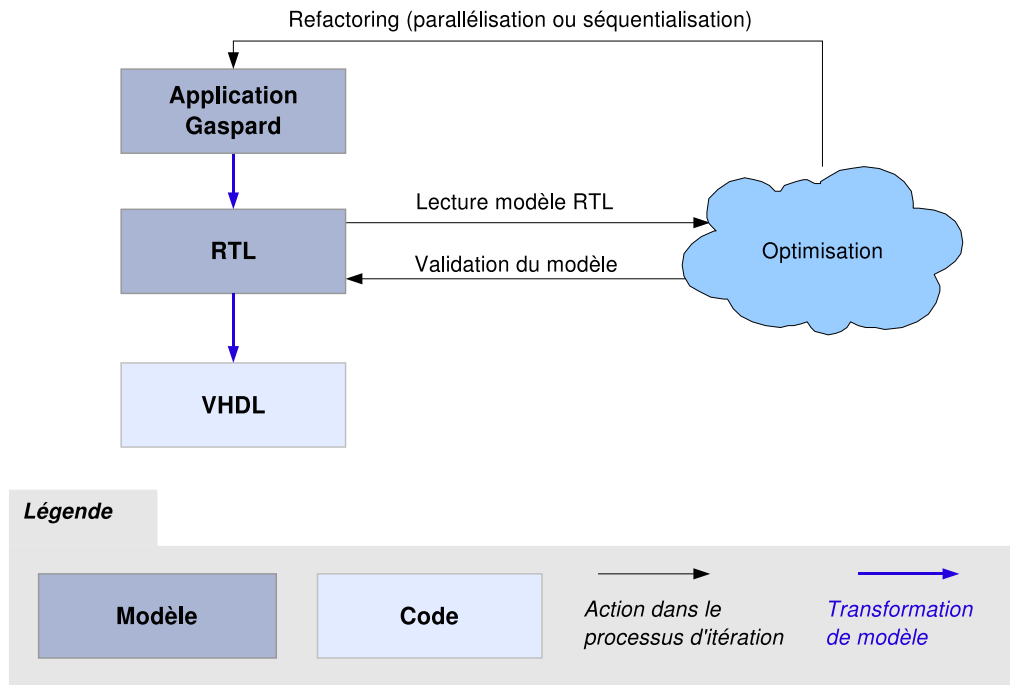 Refactoring (parallélisation ou séquentialisation)
Application
Gaspard
Lecture modèle RTL
RTL
Optimisation
Validation du modèle
VHDL
Légende
Modèle
Code
Action dans le
processus d'itération
Transformation
de modèle